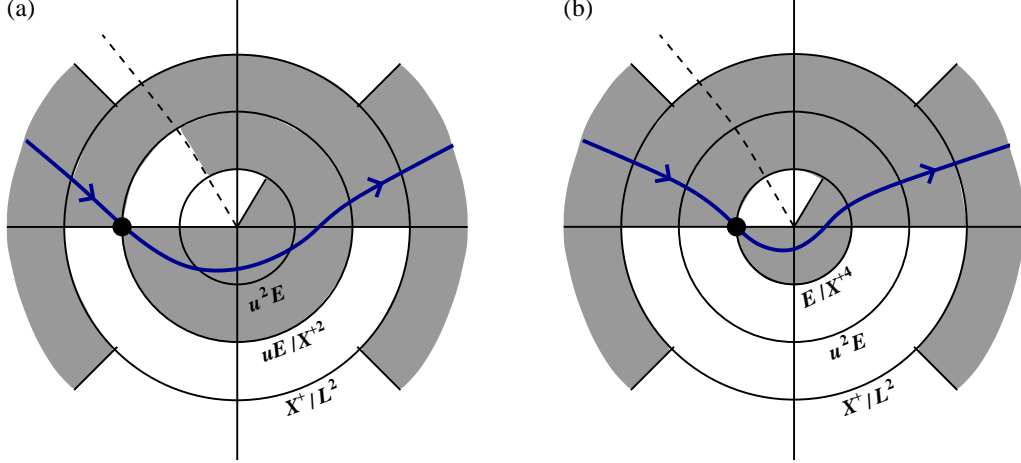 (a)
u²E
uE/X⁺²
X⁺/L²
(b)
E/X⁺⁴
u²E
X⁺/L²